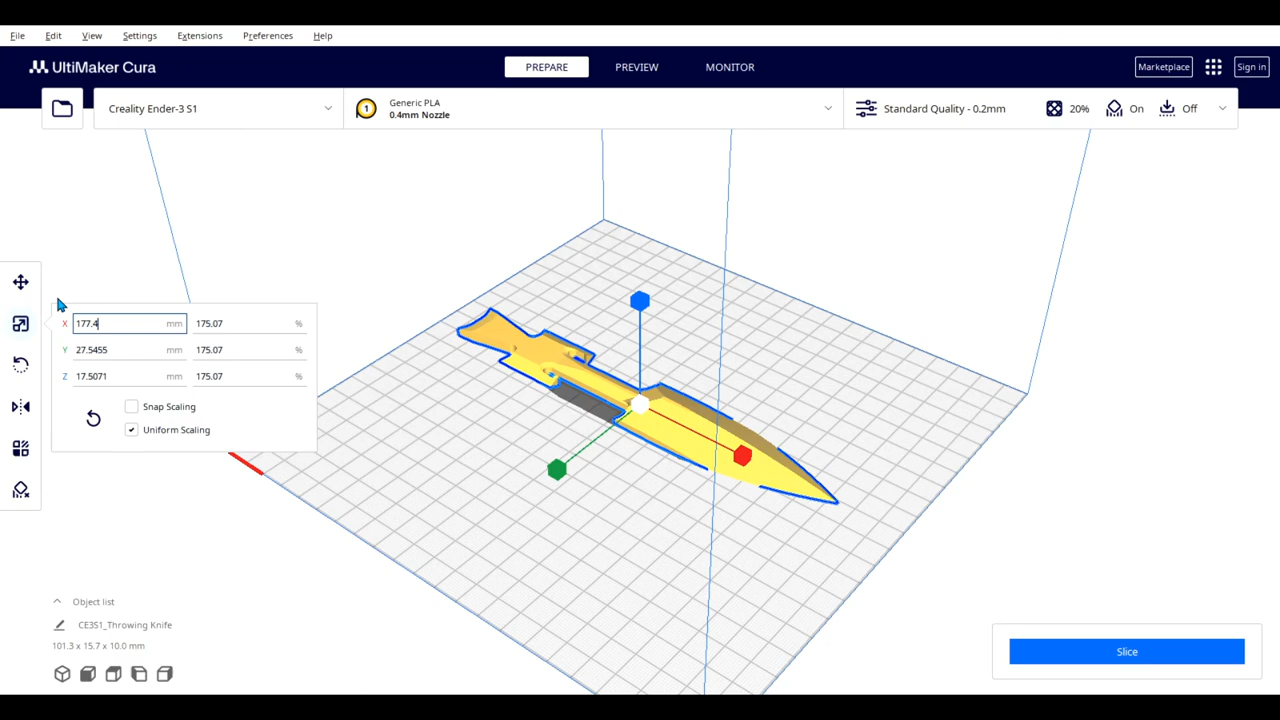 File Edit View Settings Extensions Preferences Help
UltiMaker Cura PREPARE PREVIEW MONITOR Marketplace Sign in
Creality Ender-3 S1 1 Generic PLA 0.4mm Nozzle Standard Quality - 0.2mm 20% On Off
X 177.4 mm 175.07 %
Y 27.5455 mm 175.07 %
Z 17.5071 mm 175.07 %
Snap Scaling
Uniform Scaling
Object list
CE3S1_Throwing Knife
101.3 x 15.7 x 10.0 mm
Slice